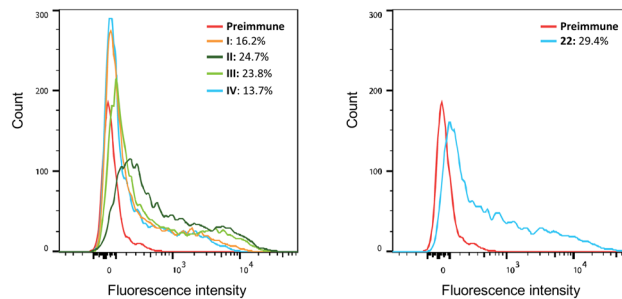 300
200
100
0
Count
0
10³
10⁴
Fluorescence intensity
Preimmune
I: 16.2%
II: 24.7%
III: 23.8%
IV: 13.7%
300
200
100
0
Count
0
10³
10⁴
Fluorescence intensity
Preimmune
22: 29.4%